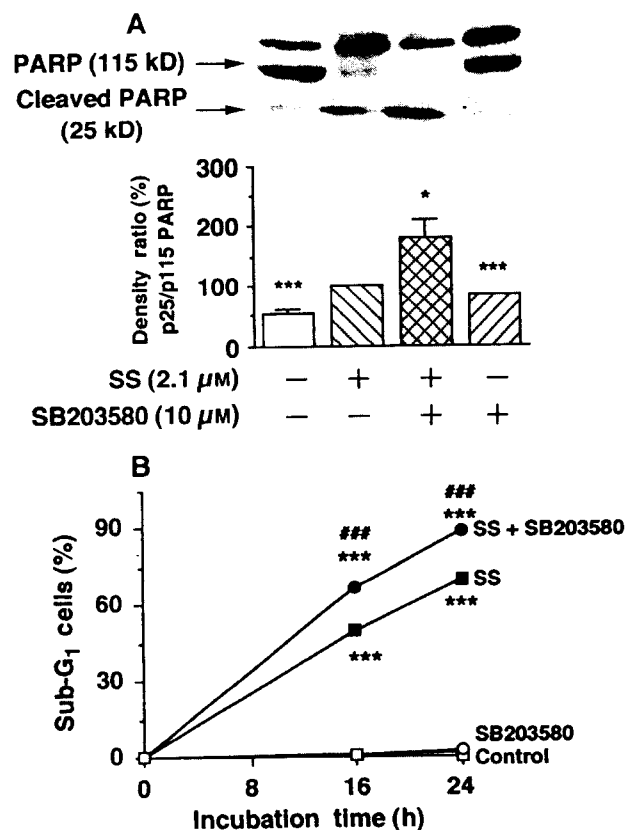 A
PARP (115 kD)
Cleaved PARP
(25 kD)
Density ratio (%)
p25/p115 PARP
300
200
100
0
***
*
***
SS (2.1 µM) – + + –
SB203580 (10 µM) – – + +
B
Sub-G1 cells (%)
90
60
30
0
###
***
###
***
SS + SB203580
SS
***
***
SB203580
Control
0 8 16 24
Incubation time (h)